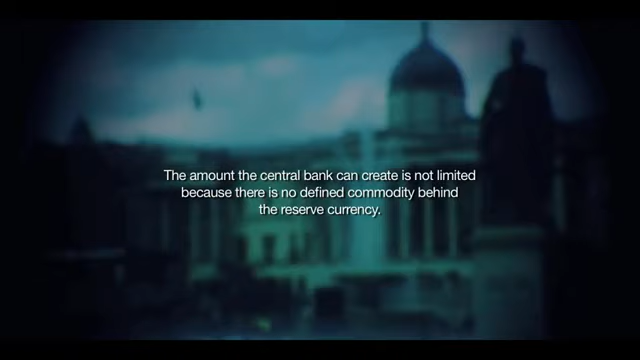 The amount the central bank can create is not limited
because there is no defined commodity behind
the reserve currency.